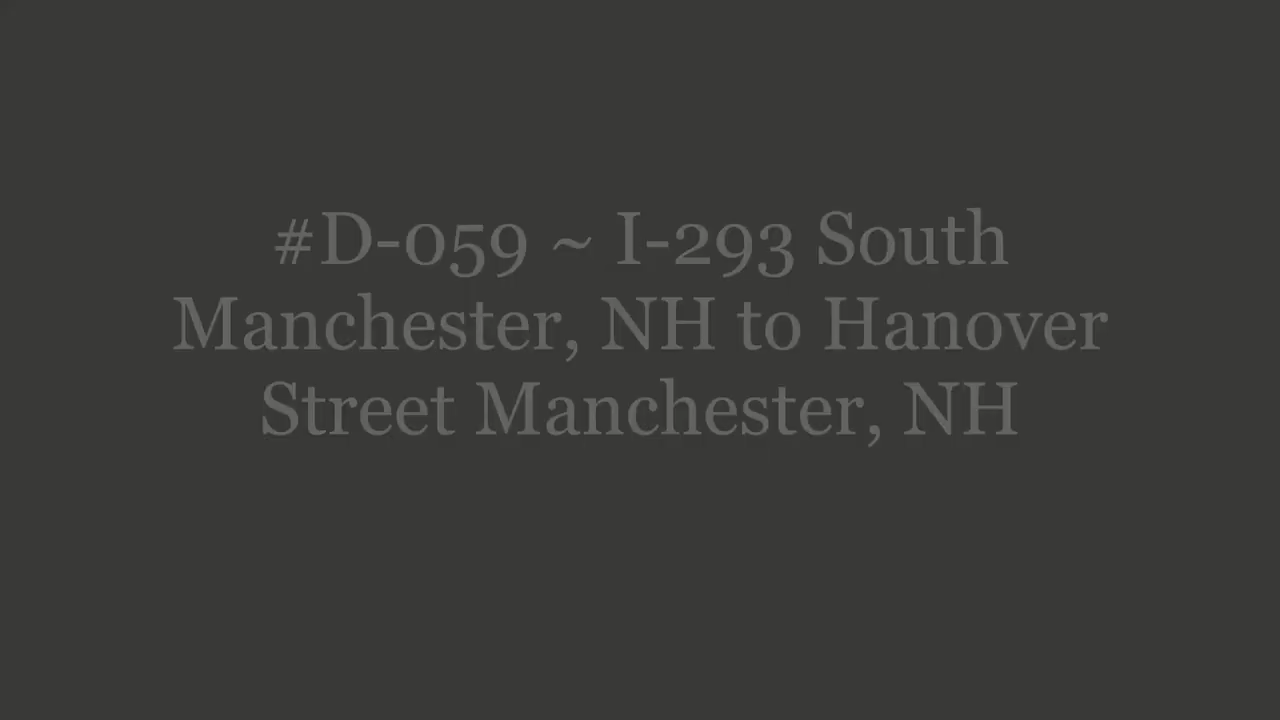 #D-059 ~ I-293 South
Manchester, NH to Hanover
Street Manchester, NH